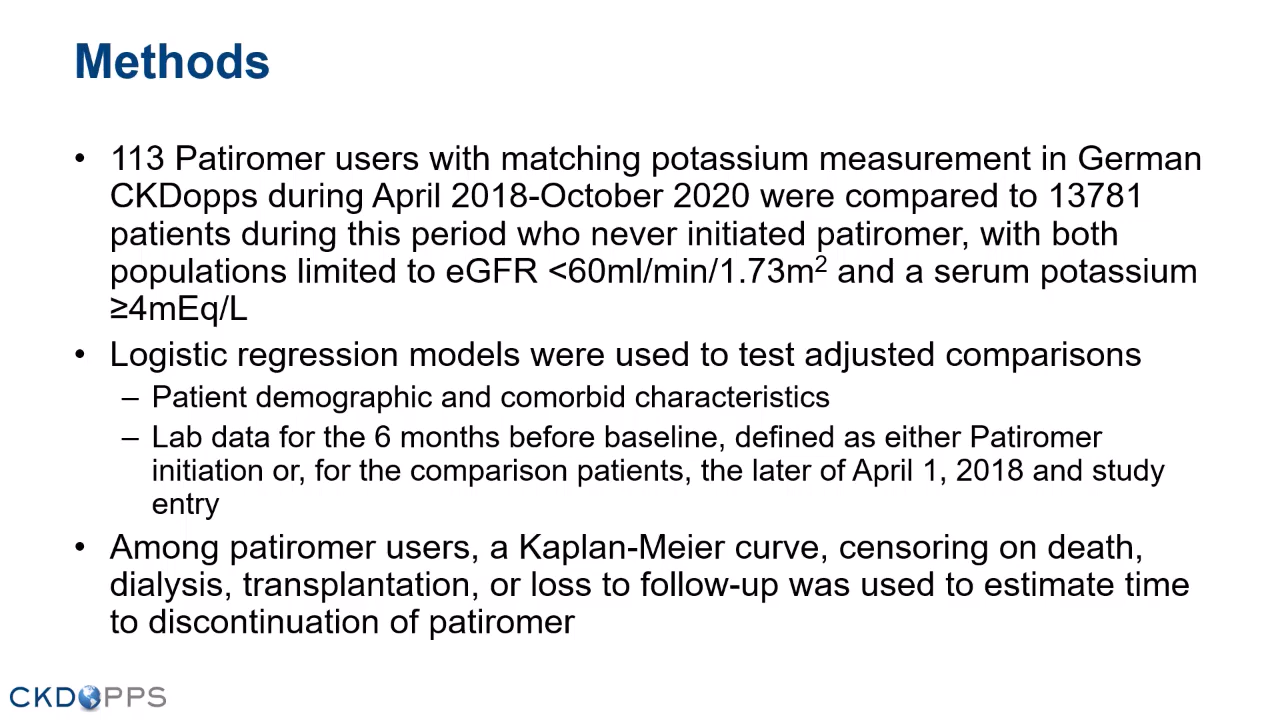 Methods
• 113 Patiromer users with matching potassium measurement in German
CKDopps during April 2018-October 2020 were compared to 13781
patients during this period who never initiated patiromer, with both
populations limited to eGFR <60ml/min/1.73m² and a serum potassium
≥4mEq/L
• Logistic regression models were used to test adjusted comparisons
– Patient demographic and comorbid characteristics
– Lab data for the 6 months before baseline, defined as either Patiromer
initiation or, for the comparison patients, the later of April 1, 2018 and study
entry
• Among patiromer users, a Kaplan-Meier curve, censoring on death,
dialysis, transplantation, or loss to follow-up was used to estimate time
to discontinuation of patiromer
CKDOPPS